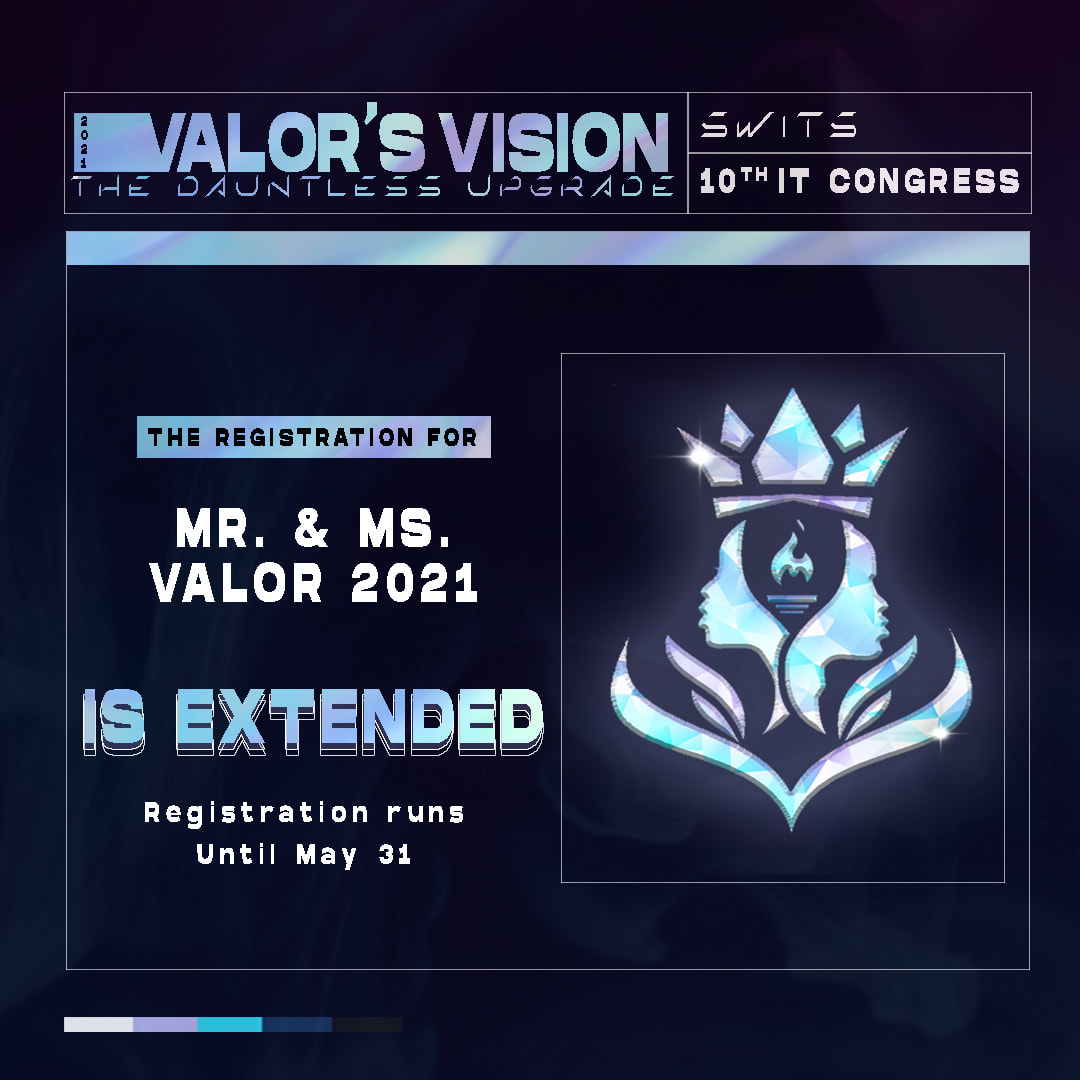 2021
VALOR'S VISION
THE DAUNTLESS UPGRADE
SWITS
10TH IT CONGRESS
THE REGISTRATION FOR
MR. & MS.
VALOR 2021
IS EXTENDED
Registration runs
Until May 31